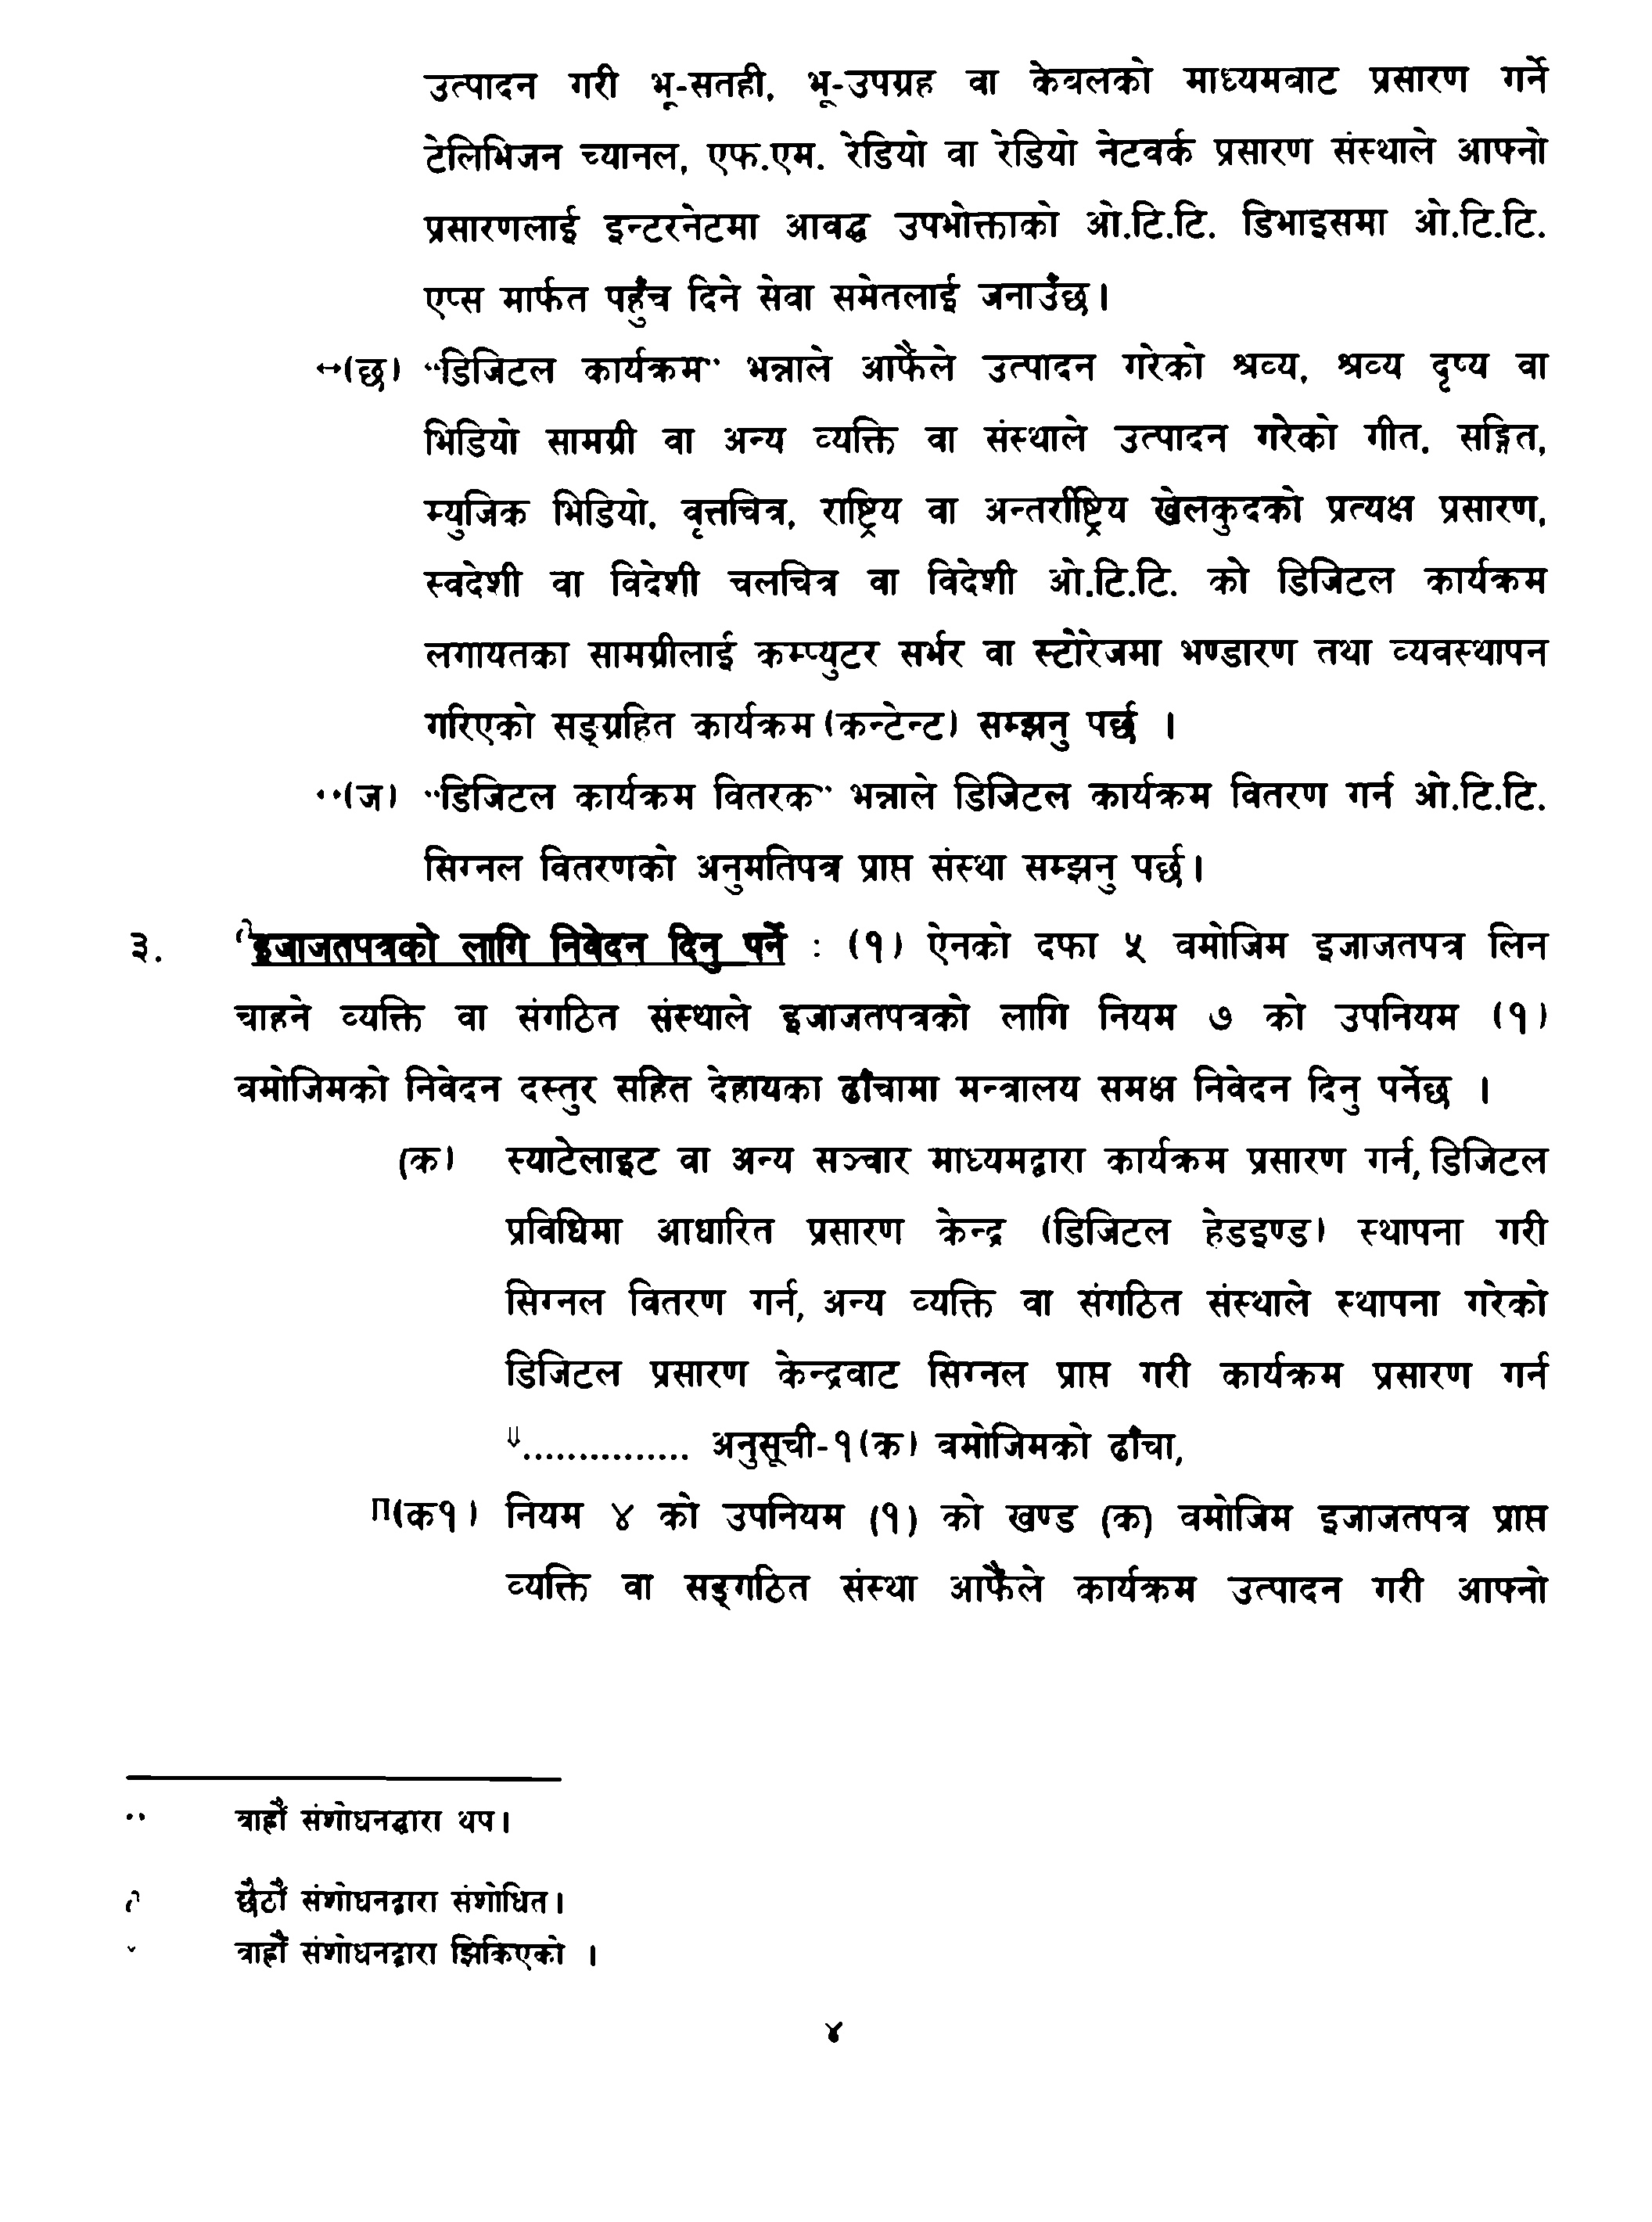 उत्पादन गरी भू-सतही, भू-उपग्रह वा केबलको माध्यमबाट प्रसारण गर्ने
टेलिभिजन च्यानल, एफ.एम. रेडियो वा रेडियो नेटवर्क प्रसारण संस्थाले आफ्नो
प्रसारणलाई इन्टरनेटमा आवद्ध उपभोक्ताको ओ.टि.टि. डिभाइसमा ओ.टि.टि.
एप्स मार्फत पहुँच दिने सेवा समेतलाई जनाउँछ।
↔(छ) "डिजिटल कार्यक्रम" भन्नाले आफैंले उत्पादन गरेको श्रव्य, श्रव्य दृष्य वा
भिडियो सामग्री वा अन्य व्यक्ति वा संस्थाले उत्पादन गरेको गीत, सङ्गित,
म्युजिक भिडियो, वृत्तचित्र, राष्ट्रिय वा अन्तर्राष्ट्रिय खेलकुदको प्रत्यक्ष प्रसारण,
स्वदेशी वा विदेशी चलचित्र वा विदेशी ओ.टि.टि. को डिजिटल कार्यक्रम
लगायतका सामग्रीलाई कम्प्युटर सर्भर वा स्टोरेजमा भण्डारण तथा व्यवस्थापन
गरिएको सङ्ग्रहित कार्यक्रम (कन्टेन्ट) सम्झनु पर्छ ।
(ज) "डिजिटल कार्यक्रम वितरक" भन्नाले डिजिटल कार्यक्रम वितरण गर्न ओ.टि.टि.
सिग्नल वितरणको अनुमतिपत्र प्राप्त संस्था सम्झनु पर्छ।
३. इजाजतपत्रको लागि निवेदन दिनु पर्ने : (१) ऐनको दफा ५ बमोजिम इजाजतपत्र लिन
चाहने व्यक्ति वा संगठित संस्थाले इजाजतपत्रको लागि नियम ७ को उपनियम (१)
बमोजिमको निवेदन दस्तुर सहित देहायका ढाँचामा मन्त्रालय समक्ष निवेदन दिनु पर्नेछ ।
(क) स्याटेलाइट वा अन्य सञ्चार माध्यमद्वारा कार्यक्रम प्रसारण गर्न, डिजिटल
प्रविधिमा आधारित प्रसारण केन्द्र (डिजिटल हेडइण्ड) स्थापना गरी
सिग्नल वितरण गर्न, अन्य व्यक्ति वा संगठित संस्थाले स्थापना गरेको
डिजिटल प्रसारण केन्द्रबाट सिग्नल प्राप्त गरी कार्यक्रम प्रसारण गर्न
⇓............... अनुसूची-१(क) बमोजिमको ढाँचा,
Π(क१) नियम ४ को उपनियम (१) को खण्ड (क) बमोजिम इजाजतपत्र प्राप्त
व्यक्ति वा सङ्गठित संस्था आफैंले कार्यक्रम उत्पादन गरी आफ्नो
त्राह्रौं संशोधनद्धारा थप।
छैठौं संशोधनद्वारा संशोधित।
त्राह्रौं संशोधनद्वारा झिकिएको ।
४